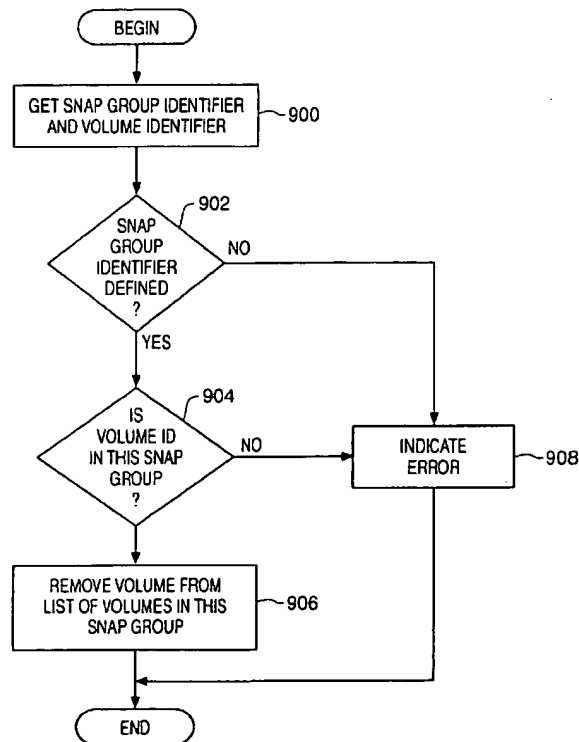 BEGIN
GET SNAP GROUP IDENTIFIER
AND VOLUME IDENTIFIER
900
902
SNAP
GROUP
IDENTIFIER
DEFINED
?
NO
YES
904
IS
VOLUME ID
IN THIS SNAP
GROUP
?
NO
INDICATE
ERROR
908
REMOVE VOLUME FROM
LIST OF VOLUMES IN THIS
SNAP GROUP
906
END